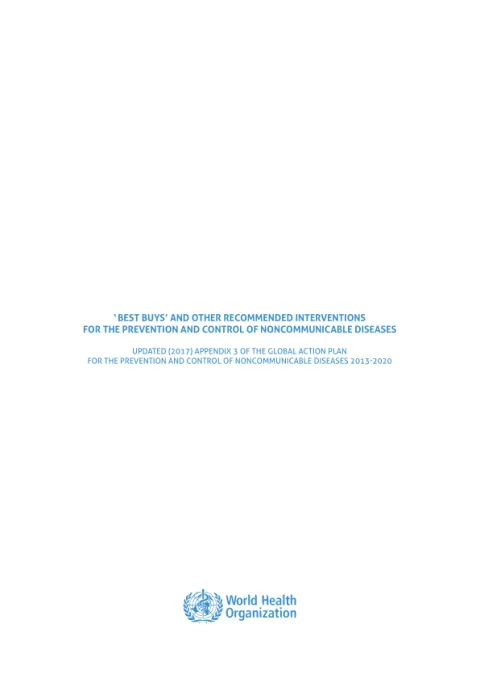 ‘BEST BUYS’ AND OTHER RECOMMENDED INTERVENTIONS
FOR THE PREVENTION AND CONTROL OF NONCOMMUNICABLE DISEASES
UPDATED (2017) APPENDIX 3 OF THE GLOBAL ACTION PLAN
FOR THE PREVENTION AND CONTROL OF NONCOMMUNICABLE DISEASES 2013-2020
World Health
Organization